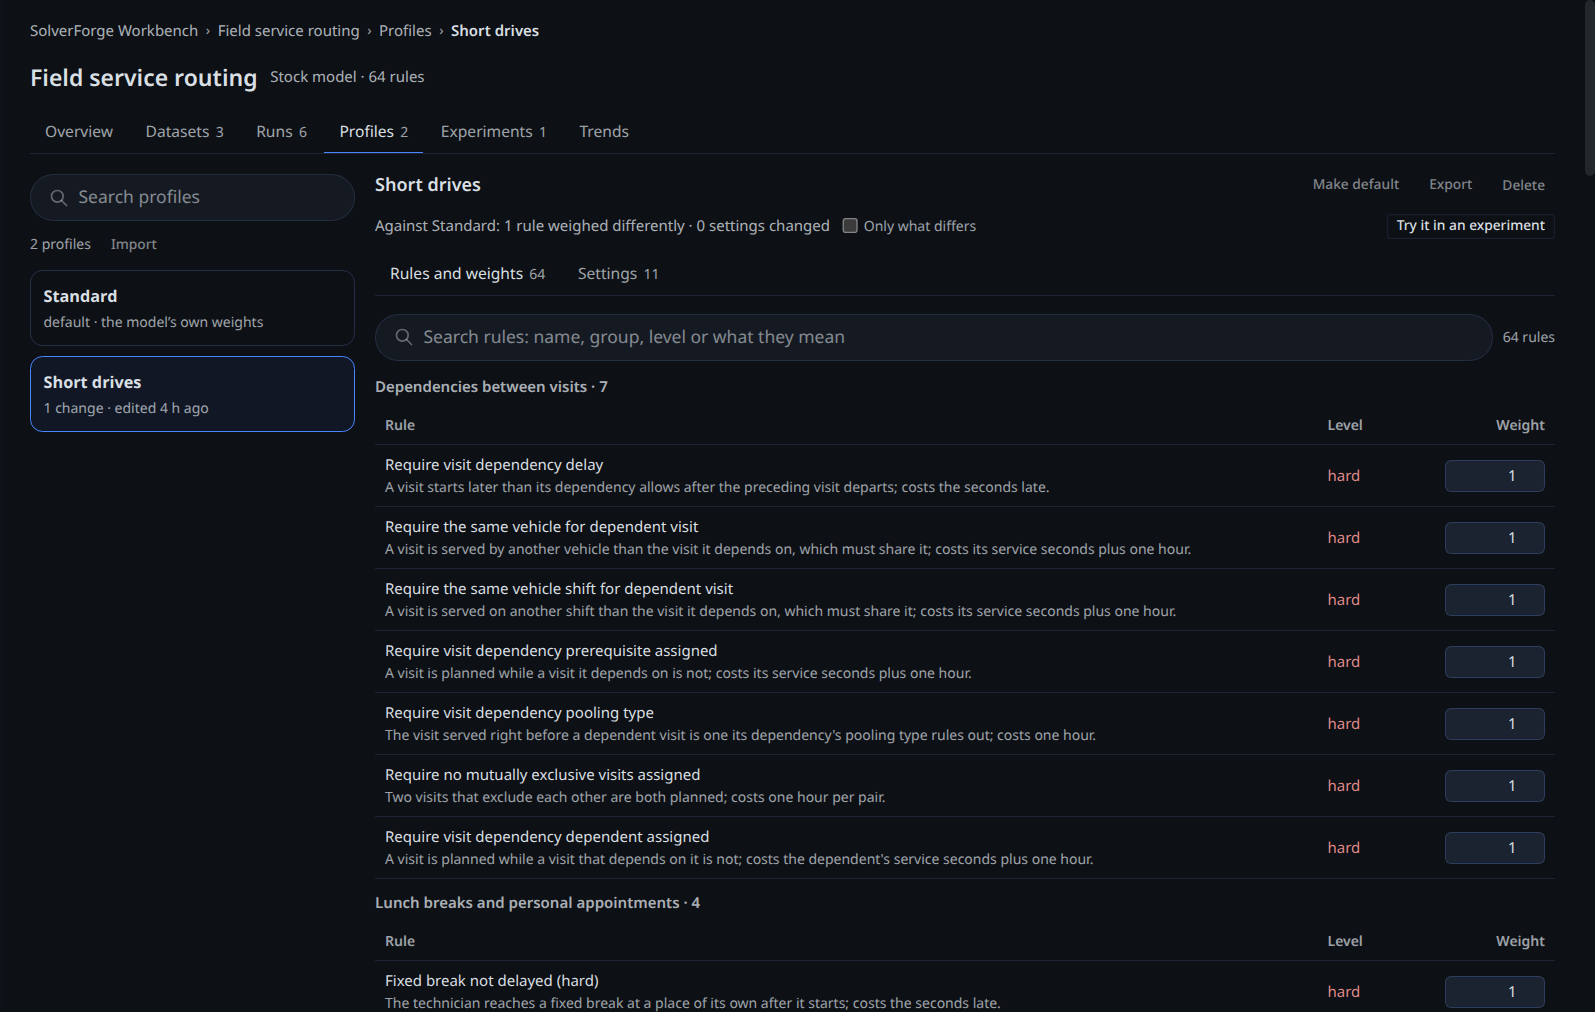 SolverForge Workbench › Field service routing › Profiles › Short drives
Field service routing Stock model · 64 rules
Overview Datasets 3 Runs 6 Profiles 2 Experiments 1 Trends
Search profiles
2 profiles Import
Standard
default · the model’s own weights
Short drives
1 change · edited 4 h ago
Short drives Make default Export Delete
Against Standard: 1 rule weighed differently · 0 settings changed Only what differs Try it in an experiment
Rules and weights 64 Settings 11
Search rules: name, group, level or what they mean 64 rules
Dependencies between visits · 7
Rule Level Weight
Require visit dependency delay hard 1
A visit starts later than its dependency allows after the preceding visit departs; costs the seconds late.
Require the same vehicle for dependent visit hard 1
A visit is served by another vehicle than the visit it depends on, which must share it; costs its service seconds plus one hour.
Require the same vehicle shift for dependent visit hard 1
A visit is served on another shift than the visit it depends on, which must share it; costs its service seconds plus one hour.
Require visit dependency prerequisite assigned hard 1
A visit is planned while a visit it depends on is not; costs its service seconds plus one hour.
Require visit dependency pooling type hard 1
The visit served right before a dependent visit is one its dependency's pooling type rules out; costs one hour.
Require no mutually exclusive visits assigned hard 1
Two visits that exclude each other are both planned; costs one hour per pair.
Require visit dependency dependent assigned hard 1
A visit is planned while a visit that depends on it is not; costs the dependent's service seconds plus one hour.
Lunch breaks and personal appointments · 4
Rule Level Weight
Fixed break not delayed (hard) hard 1
The technician reaches a fixed break at a place of its own after it starts; costs the seconds late.